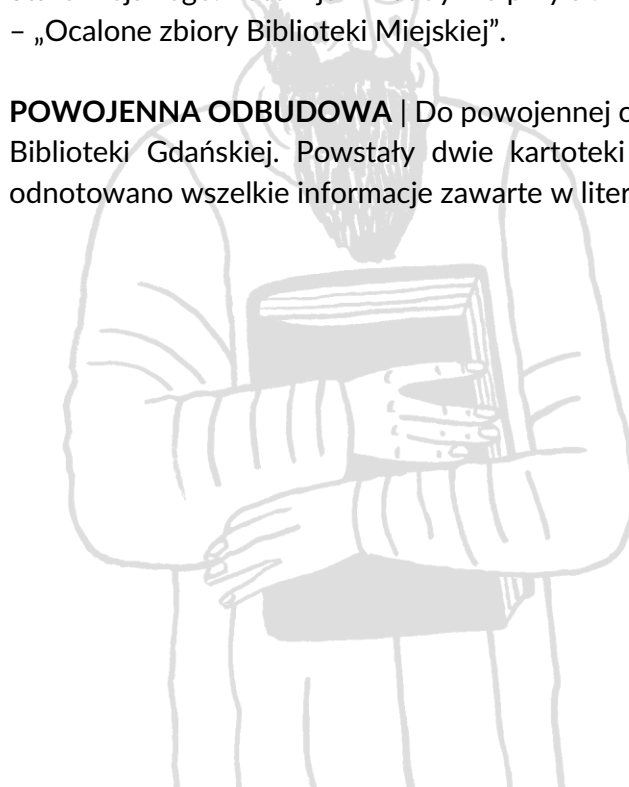 – „Ocalone zbiory Biblioteki Miejskiej”.
POWOJENNA ODBUDOWA | Do powojennej
Biblioteki Gdańskiej. Powstały dwie kartoteki
odnotowano wszelkie informacje zawarte w